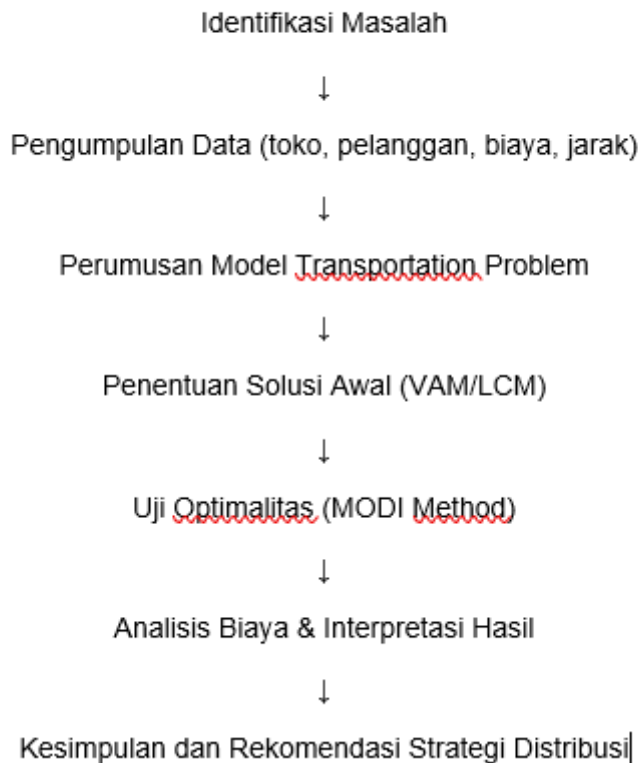 Identifikasi Masalah
↓
Pengumpulan Data (toko, pelanggan, biaya, jarak)
↓
Perumusan Model Transportation Problem
↓
Penentuan Solusi Awal (VAM/LCM)
↓
Uji Optimalitas (MODI Method)
↓
Analisis Biaya & Interpretasi Hasil
↓
Kesimpulan dan Rekomendasi Strategi Distribusi